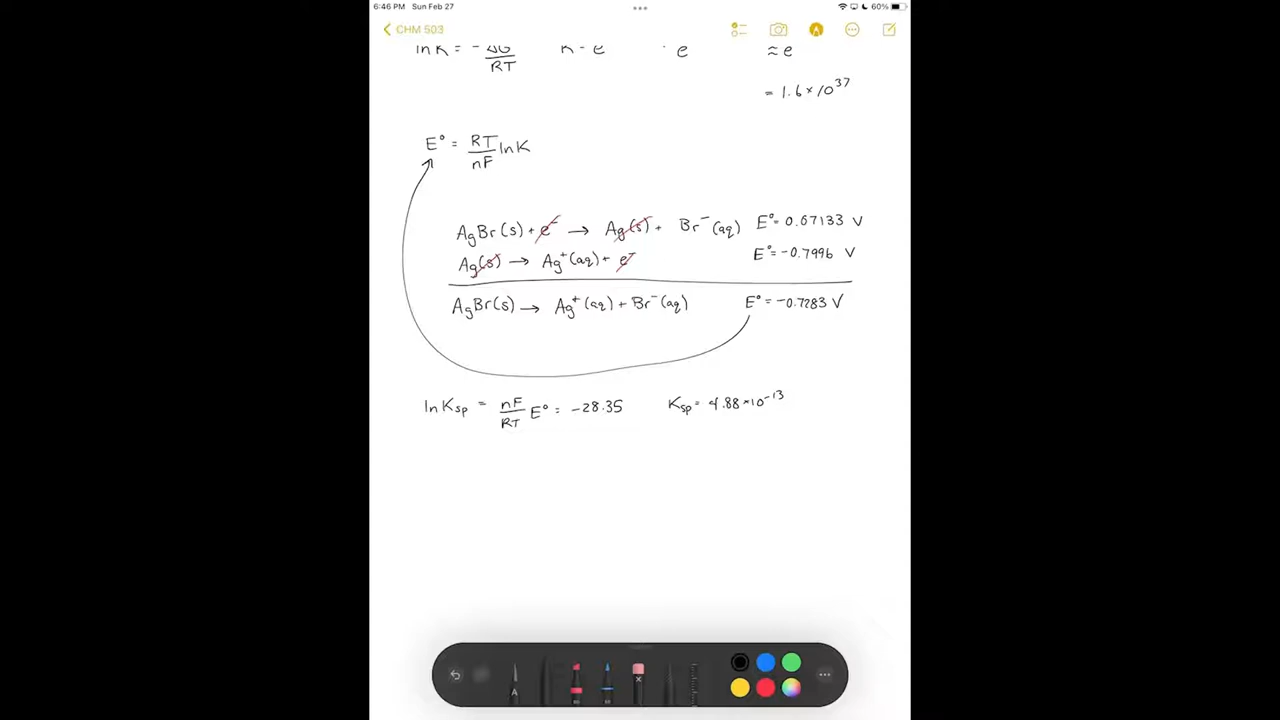 6:46 PM Sun Feb 27 60%
CHM 503
ln K = - ΔG/RT K = e e ≈ e
= 1.6 × 10³⁷
E° = RT/nF ln K
AgBr(s) + e⁻ → Ag(s) + Br⁻(aq) E° = 0.07133 V
Ag(s) → Ag⁺(aq) + e⁻ E° = -0.7996 V
AgBr(s) → Ag⁺(aq) + Br⁻(aq) E° = -0.7283 V
ln Ksp = nF/RT E° = -28.35 Ksp = 4.88 × 10⁻¹³
A